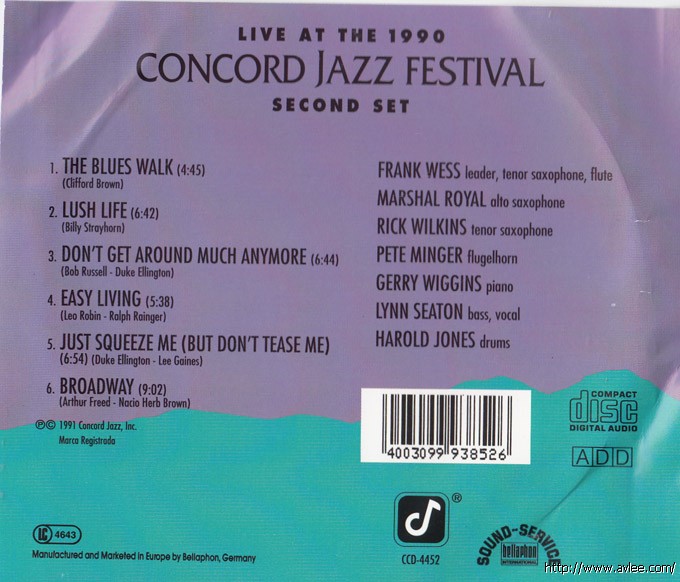 LIVE AT THE 1990
CONCORD JAZZ FESTIVAL
SECOND SET
1. THE BLUES WALK (4:45)
(Clifford Brown)
2. LUSH LIFE (6:42)
(Billy Strayhorn)
3. DON'T GET AROUND MUCH ANYMORE (6:44)
(Bob Russell - Duke Ellington)
4. EASY LIVING (5:38)
(Leo Robin - Ralph Rainger)
5. JUST SQUEEZE ME (BUT DON'T TEASE ME)
(6:54) (Duke Ellington - Lee Gaines)
6. BROADWAY (9:02)
(Arthur Freed - Nacio Herb Brown)
℗© 1991 Concord Jazz, Inc.
Marca Registrada
FRANK WESS leader, tenor saxophone, flute
MARSHAL ROYAL alto saxophone
RICK WILKINS tenor saxophone
PETE MINGER flugelhorn
GERRY WIGGINS piano
LYNN SEATON bass, vocal
HAROLD JONES drums
4003099 938526
COMPACT
disc
DIGITAL AUDIO
ADD
LC 4643
Manufactured and Marketed in Europe by Bellaphon, Germany
®
CCD-4452
SOUND-SERVICE
bellaphon
INTERNATIONAL
http://www.avlee.com/